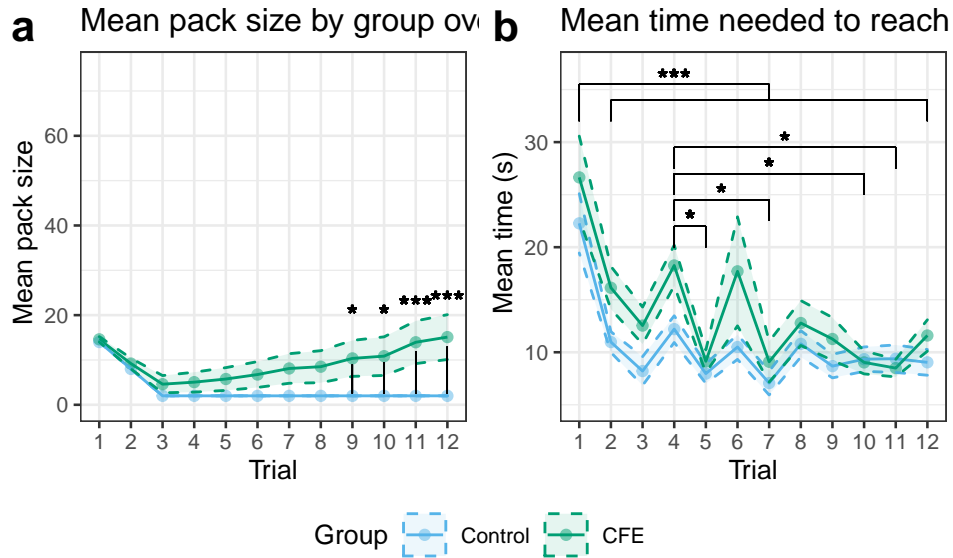 a
Mean pack size by group ov
b
Mean time needed to reach
Mean pack size
60
40
20
0
* * *** ***
1 2 3 4 5 6 7 8 9 10 11 12
Trial
Mean time (s)
30
20
10
***
*
*
*
*
1 2 3 4 5 6 7 8 9 10 11 12
Trial
Group Control CFE